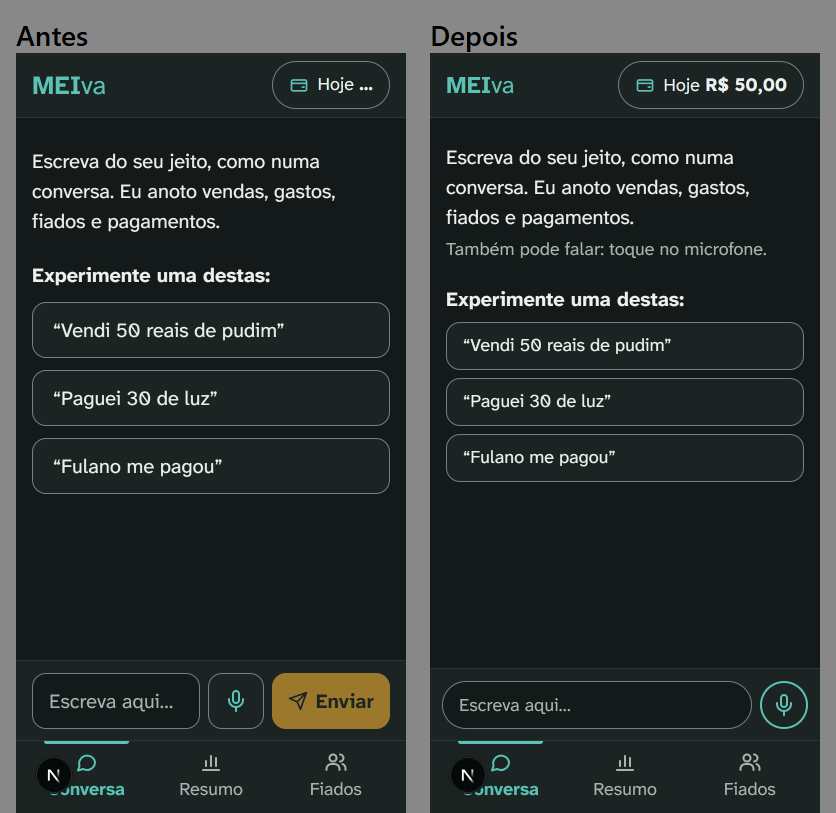 Antes
MEIva
Hoje ...
Escreva do seu jeito, como numa
conversa. Eu anoto vendas, gastos,
fiados e pagamentos.
Experimente uma destas:
“Vendi 50 reais de pudim”
“Paguei 30 de luz”
“Fulano me pagou”
Escreva aqui...
Enviar
N
onversa
Resumo
Fiados
Depois
MEIva
Hoje R$ 50,00
Escreva do seu jeito, como numa
conversa. Eu anoto vendas, gastos,
fiados e pagamentos.
Também pode falar: toque no microfone.
Experimente uma destas:
“Vendi 50 reais de pudim”
“Paguei 30 de luz”
“Fulano me pagou”
Escreva aqui...
N
onversa
Resumo
Fiados